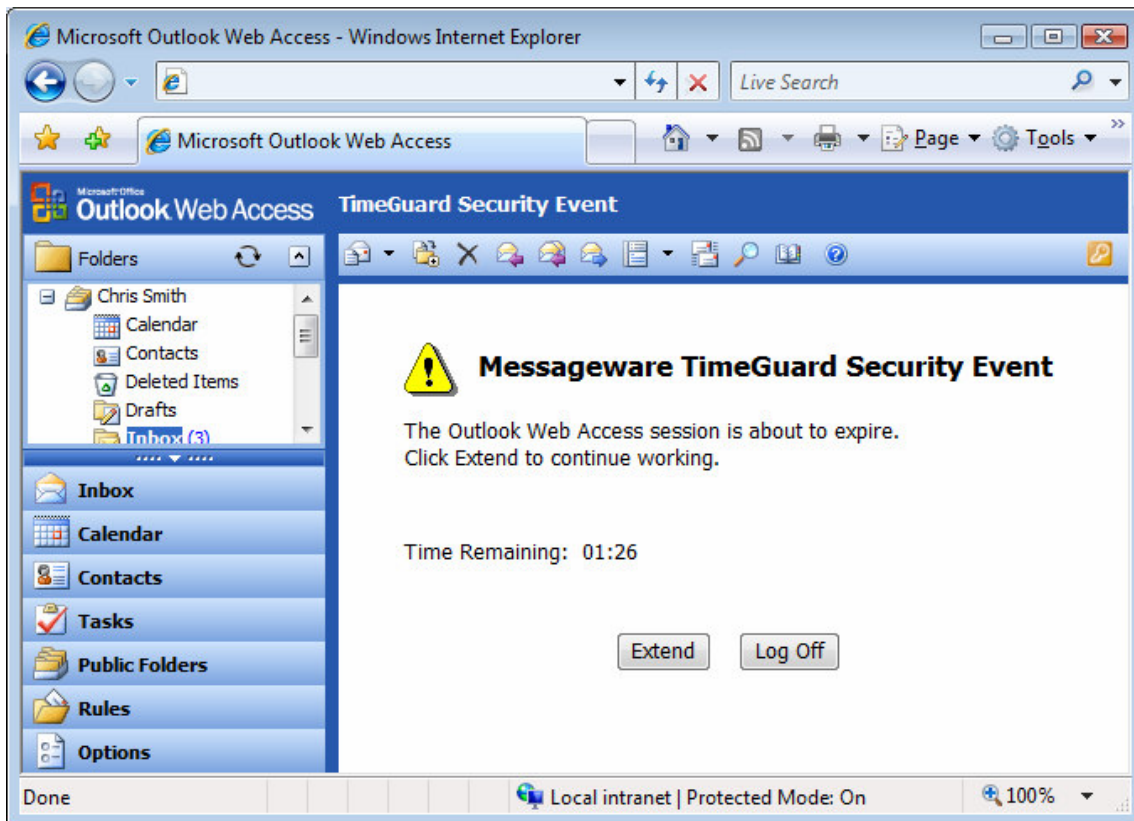 Microsoft Outlook Web Access - Windows Internet Explorer
Live Search
Microsoft Outlook Web Access
Page
Tools
Microsoft Office
Outlook Web Access
TimeGuard Security Event
Folders
Chris Smith
Calendar
Contacts
Deleted Items
Drafts
Inbox (3)
Messageware TimeGuard Security Event
The Outlook Web Access session is about to expire.
Click Extend to continue working.
Time Remaining: 01:26
Extend Log Off
Inbox
Calendar
Contacts
Tasks
Public Folders
Rules
Options
Done
Local intranet | Protected Mode: On
100%